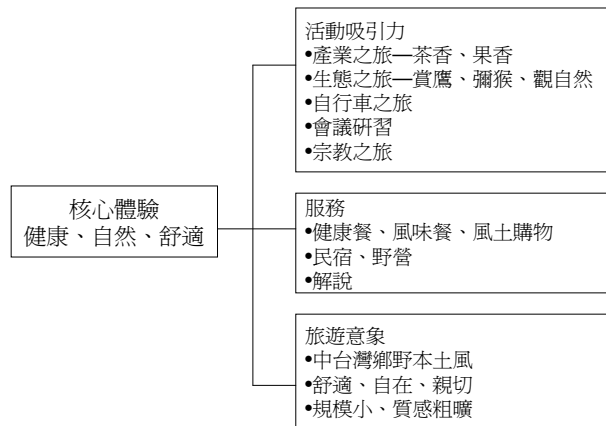 核心體驗
健康、自然、舒適
活動吸引力
•產業之旅—茶香、果香
•生態之旅—賞鷹、彌猴、觀自然
•自行車之旅
•會議研習
•宗教之旅
服務
•健康餐、風味餐、風土購物
•民宿、野營
•解說
旅遊意象
•中台灣鄉野本土風
•舒適、自在、親切
•規模小、質感粗曠